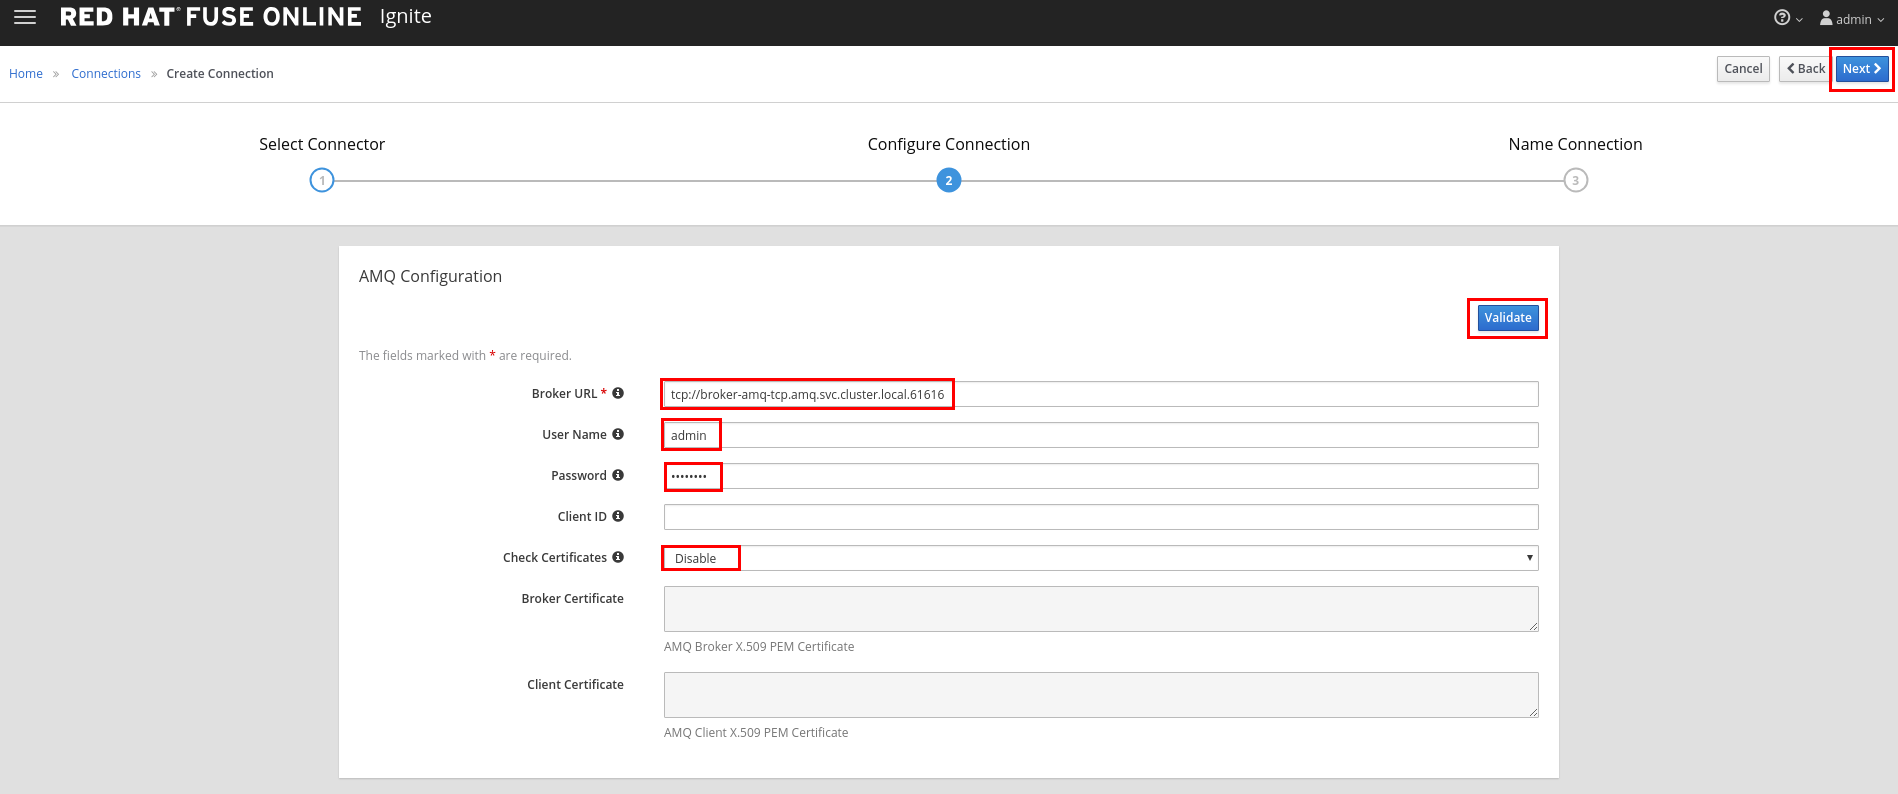 RED HAT® FUSE ONLINE Ignite
admin
Home » Connections » Create Connection
Cancel Back Next
Select Connector Configure Connection Name Connection
1 2 3
AMQ Configuration
Validate
The fields marked with * are required.
Broker URL * tcp://broker-amq-tcp.amq.svc.cluster.local.61616
User Name admin
Password ••••••••
Client ID
Check Certificates Disable
Broker Certificate
AMQ Broker X.509 PEM Certificate
Client Certificate
AMQ Client X.509 PEM Certificate